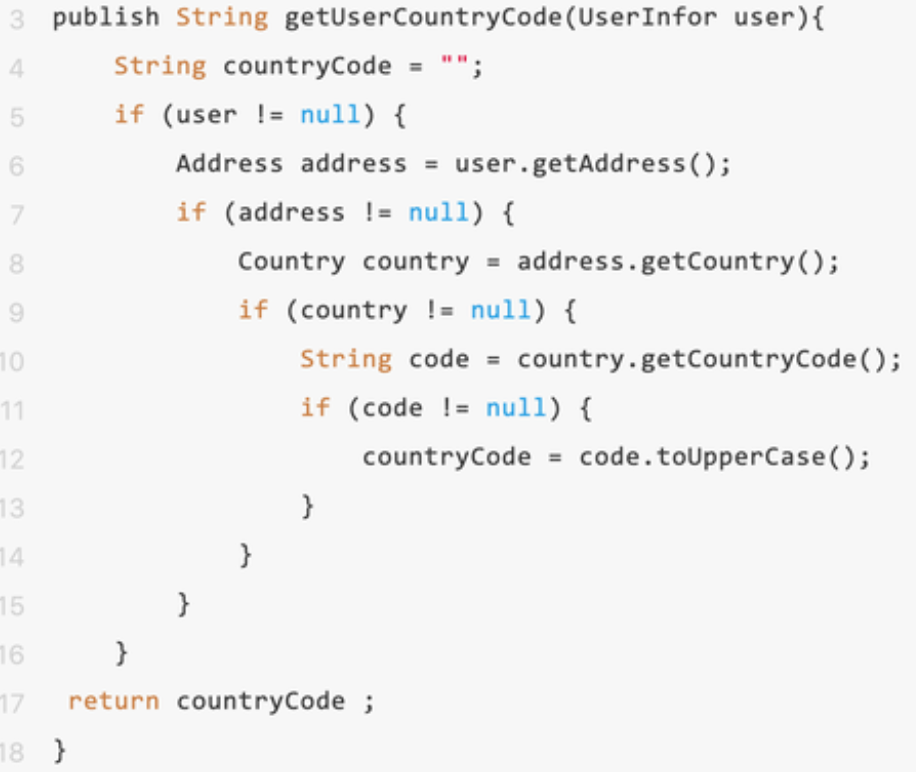 3 publish String getUserCountryCode(UserInfor user){
4 String countryCode = "";
5 if (user != null) {
6 Address address = user.getAddress();
7 if (address != null) {
8 Country country = address.getCountry();
9 if (country != null) {
10 String code = country.getCountryCode();
11 if (code != null) {
12 countryCode = code.toUpperCase();
13 }
14 }
15 }
16 }
17 return countryCode ;
18 }